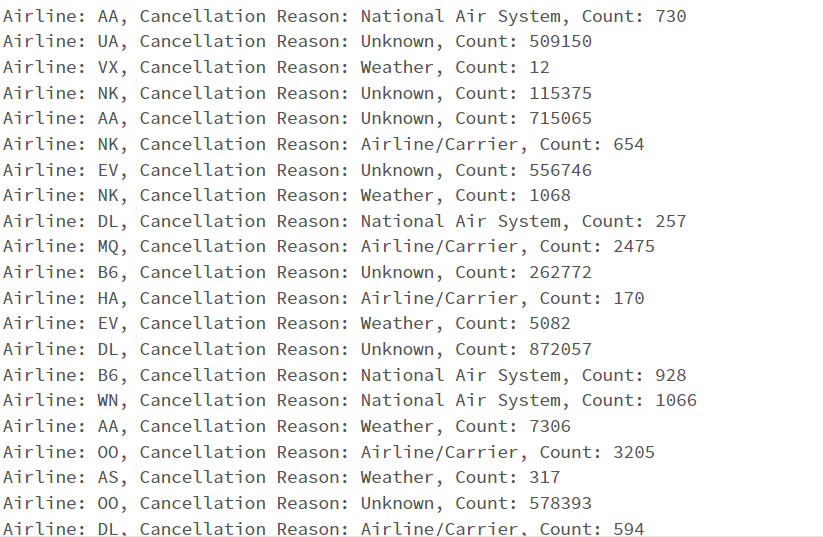 Airline: AA, Cancellation Reason: National Air System, Count: 730
Airline: UA, Cancellation Reason: Unknown, Count: 509150
Airline: VX, Cancellation Reason: Weather, Count: 12
Airline: NK, Cancellation Reason: Unknown, Count: 115375
Airline: AA, Cancellation Reason: Unknown, Count: 715065
Airline: NK, Cancellation Reason: Airline/Carrier, Count: 654
Airline: EV, Cancellation Reason: Unknown, Count: 556746
Airline: NK, Cancellation Reason: Weather, Count: 1068
Airline: DL, Cancellation Reason: National Air System, Count: 257
Airline: MQ, Cancellation Reason: Airline/Carrier, Count: 2475
Airline: B6, Cancellation Reason: Unknown, Count: 262772
Airline: HA, Cancellation Reason: Airline/Carrier, Count: 170
Airline: EV, Cancellation Reason: Weather, Count: 5082
Airline: DL, Cancellation Reason: Unknown, Count: 872057
Airline: B6, Cancellation Reason: National Air System, Count: 928
Airline: WN, Cancellation Reason: National Air System, Count: 1066
Airline: AA, Cancellation Reason: Weather, Count: 7306
Airline: OO, Cancellation Reason: Airline/Carrier, Count: 3205
Airline: AS, Cancellation Reason: Weather, Count: 317
Airline: OO, Cancellation Reason: Unknown, Count: 578393
Airline: DL, Cancellation Reason: Airline/Carrier, Count: 594